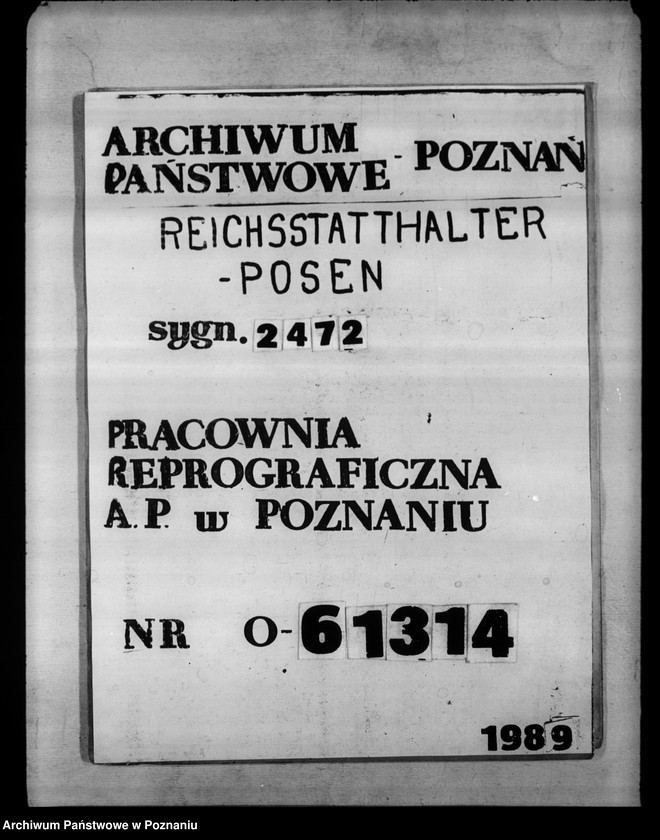 ARCHIWUM
PAŃSTWOWE - POZNAŃ
REICHSSTATTHALTER
-POSEN
sygn. 2472
PRACOWNIA
REPROGRAFICZNA
A.P. w POZNANIU
NR O-61314
1989
Archiwum Państwowe w Poznaniu